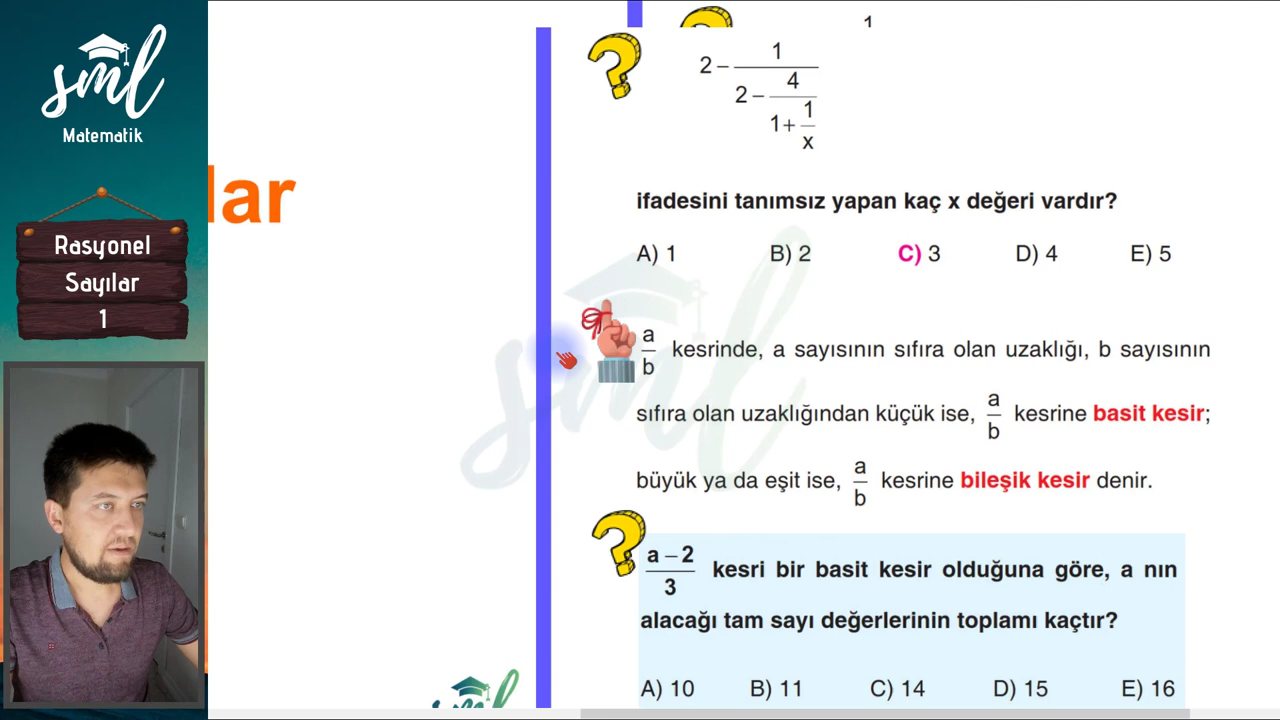 sml
Matematik
Rasyonel
Sayılar
1
lar
1
2 − 1
2 − 4
1 + 1
x
ifadesini tanımsız yapan kaç x değeri vardır?
A) 1 B) 2 C) 3 D) 4 E) 5
a/b kesrinde, a sayısının sıfıra olan uzaklığı, b sayısının
sıfıra olan uzaklığından küçük ise, a/b kesrine basit kesir;
büyük ya da eşit ise, a/b kesrine bileşik kesir denir.
a − 2
3 kesri bir basit kesir olduğuna göre, a nın
alacağı tam sayı değerlerinin toplamı kaçtır?
A) 10 B) 11 C) 14 D) 15 E) 16
sml